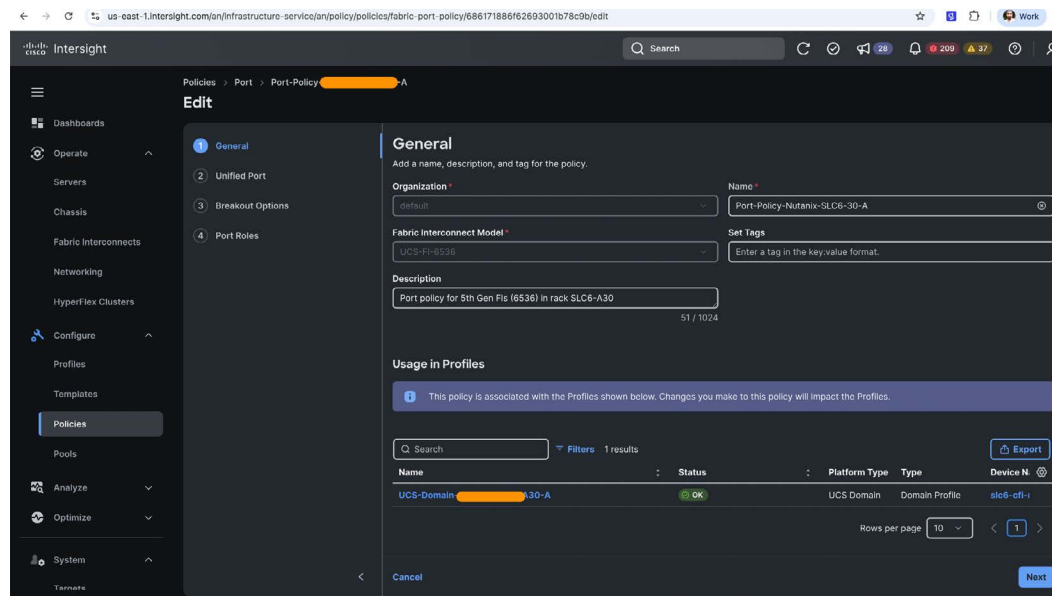 us-east-1.intersight.com/an/infrastructure-service/an/policy/policies/fabric-port-policy/686171886f62693001b78c9b/edit
Work
CISCO Intersight
Search
28
209
37
Policies > Port > Port-Policy -A
Edit
Dashboards
Operate
Servers
Chassis
Fabric Interconnects
Networking
HyperFlex Clusters
Configure
Profiles
Templates
Policies
Pools
Analyze
Optimize
System
Targets
1 General
2 Unified Port
3 Breakout Options
4 Port Roles
General
Add a name, description, and tag for the policy.
Organization *
default
Name *
Port-Policy-Nutanix-SLC6-30-A
Fabric Interconnect Model *
UCS-FI-6536
Set Tags
Enter a tag in the key:value format.
Description
Port policy for 5th Gen FIs (6536) in rack SLC6-A30
51 / 1024
Usage in Profiles
This policy is associated with the Profiles shown below. Changes you make to this policy will impact the Profiles.
Search
Filters 1 results
Export
Name Status Platform Type Type Device N
UCS-Domain- A30-A OK UCS Domain Domain Profile slc6-cfi-
Rows per page 10 < 1 >
Cancel
Next